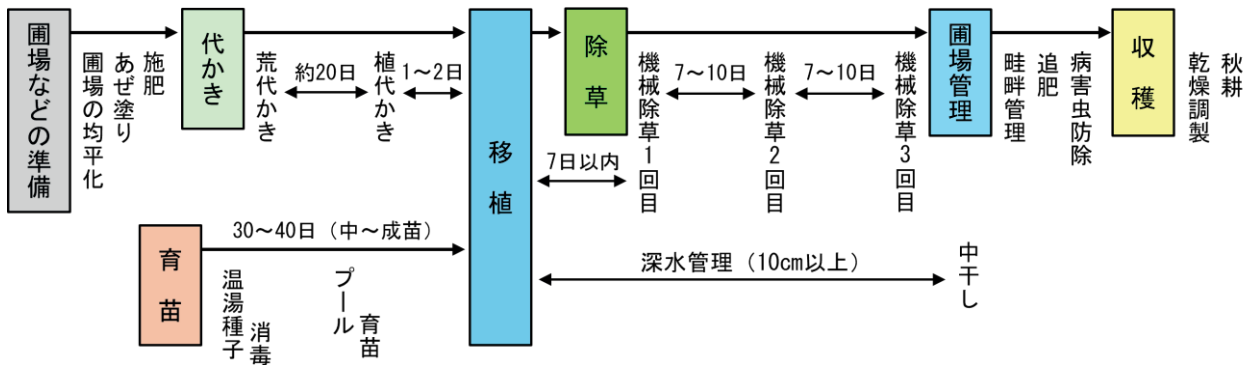 圃場などの準備
施肥
あぜ塗り
圃場の均平化
代かき
荒代かき
約20日
植代かき
1～2日
移植
除草
7日以内
機械除草1回目
7～10日
機械除草2回目
7～10日
機械除草3回目
圃場管理
病害虫防除
追肥
畦畔管理
収穫
秋耕
乾燥調製
育苗
30～40日（中～成苗）
温湯種子
消毒
プール
育苗
深水管理（10cm以上）
中干し